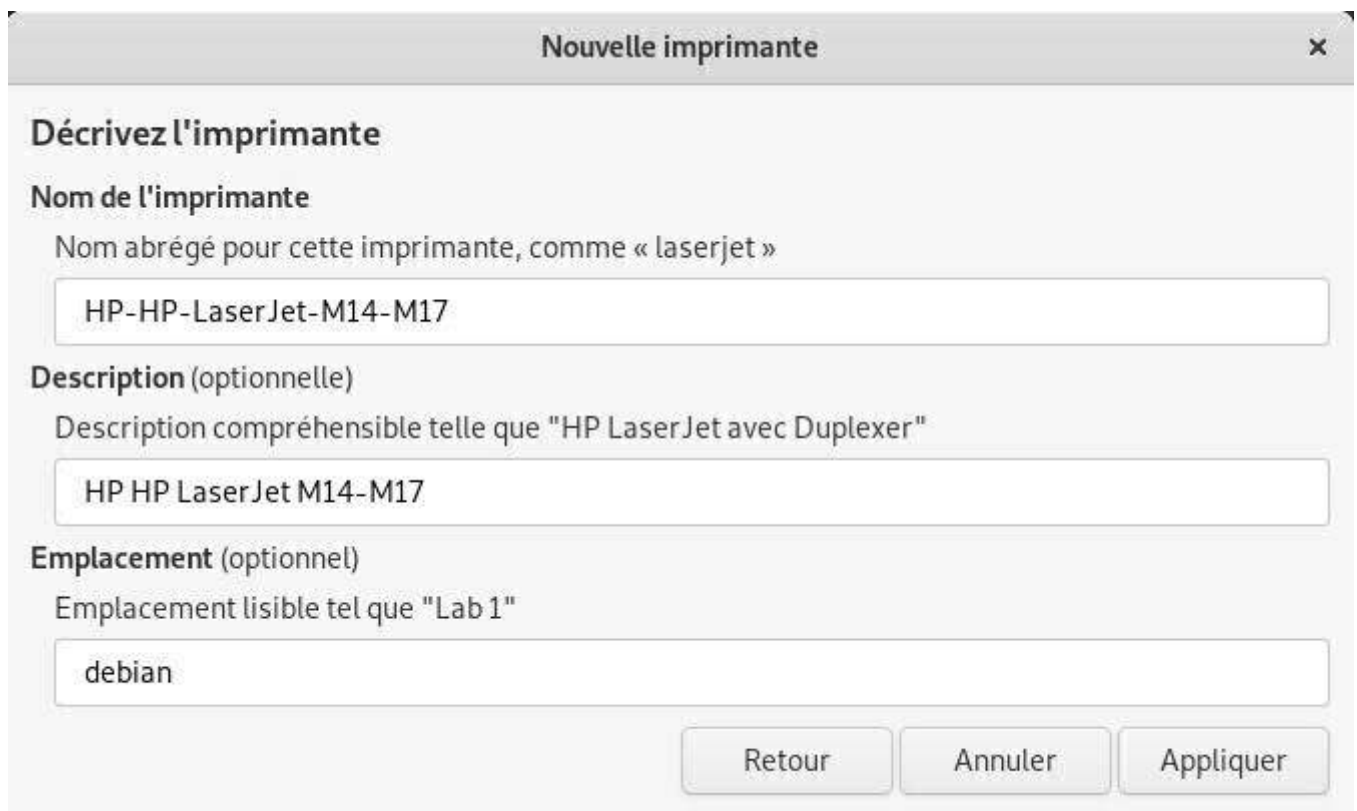 Nouvelle imprimante ×
Décrivez l'imprimante
Nom de l'imprimante
Nom abrégé pour cette imprimante, comme « laserjet »
HP-HP-LaserJet-M14-M17
Description (optionnelle)
Description compréhensible telle que "HP LaserJet avec Duplexer"
HP HP LaserJet M14-M17
Emplacement (optionnel)
Emplacement lisible tel que "Lab 1"
debian
Retour Annuler Appliquer